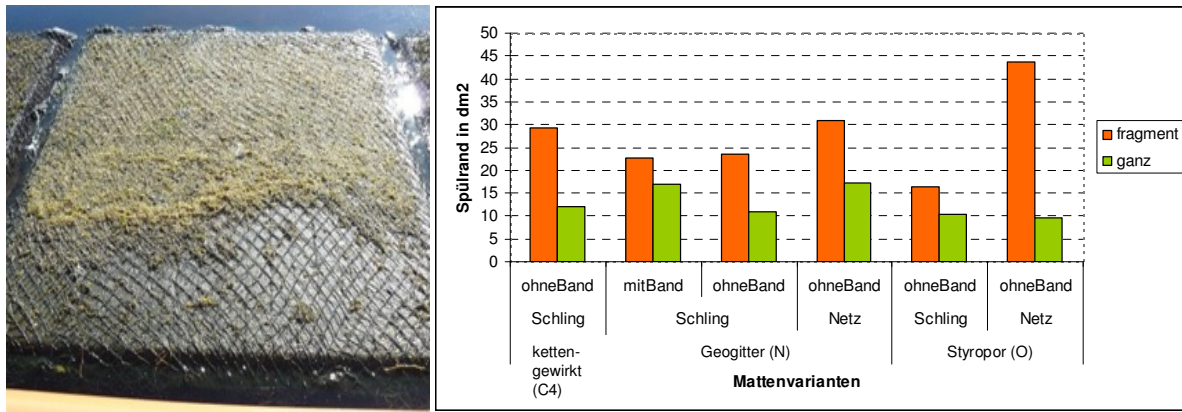 50
45
40
35
30
25
20
15
10
5
0
Spülrand in dm2
fragment
ganz
ohneBand mitBand ohneBand ohneBand ohneBand ohneBand
Schling Schling Netz Schling Netz
ketten-
gewirkt
(C4)
Geogitter (N) Styropor (O)
Mattenvarianten